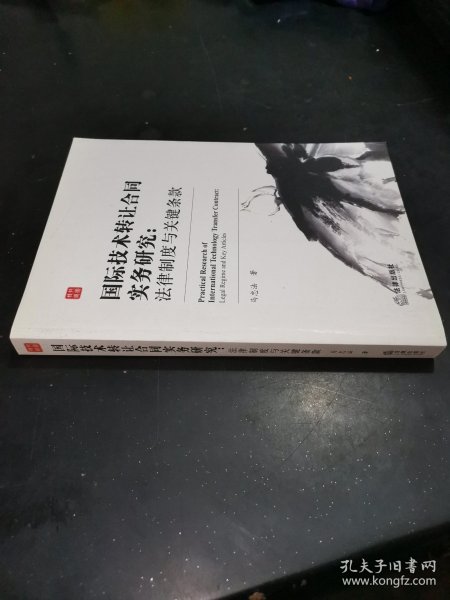 国际技术转让合同
实务研究：
法律制度与关键条款
Practical Research of
International Technology Transfer Contract:
Legal Regime and Key Articles
马忠法 著
法律出版社
国际技术转让合同实务研究：法律制度与关键条款
孔夫子旧书网
www.kongfz.com